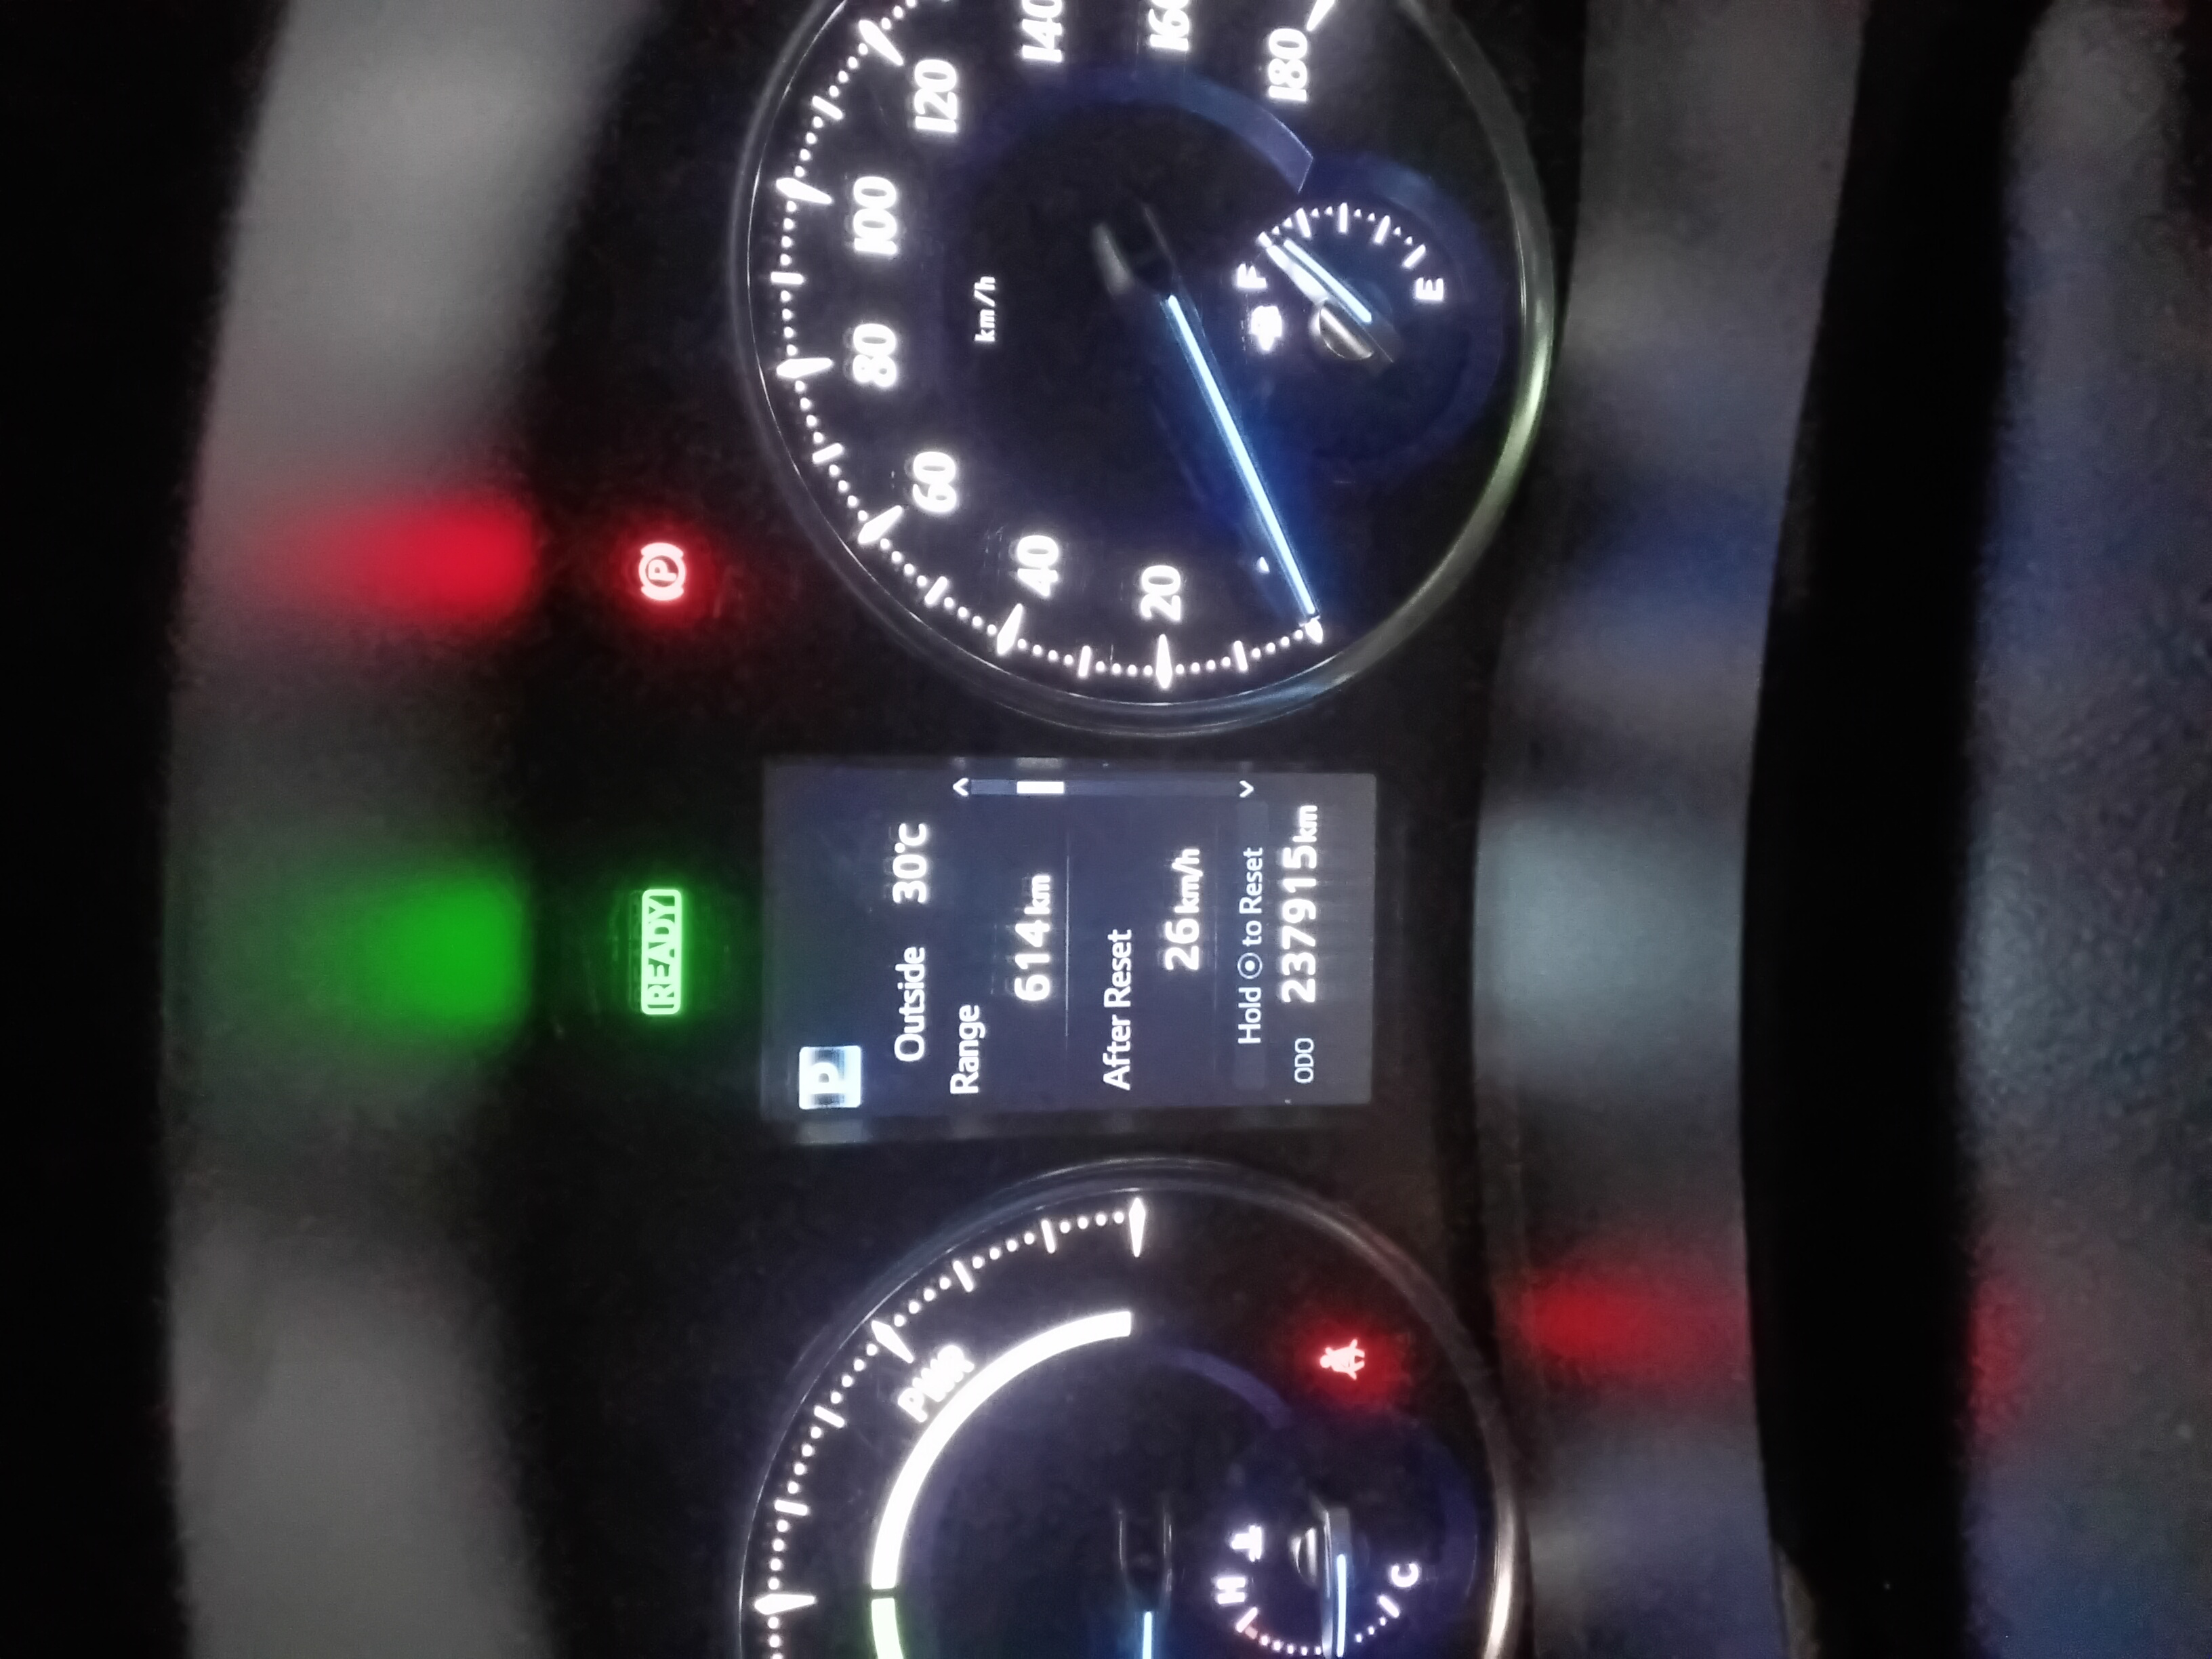 READY
P
P
Outside 30°C
Range
614 km
After Reset
26 km/h
Hold to Reset
ODO 237915 km
PWR
H
C
20
40
60
80
100
120
140
160
180
km/h
F
E